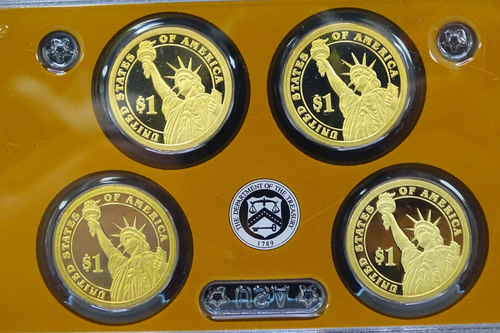 UNITED STATES OF AMERICA
$1
UNITED STATES OF AMERICA
$1
UNITED STATES OF AMERICA
$1
THE DEPARTMENT OF THE TREASURY
1789
UNITED STATES OF AMERICA
$1
USA